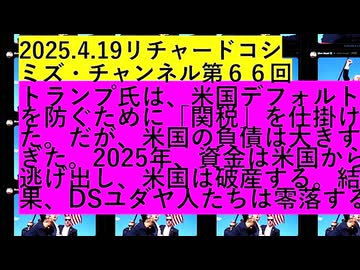 2025.4.19リチャードコシ
ミズ・チャンネル第６６回
トランプ氏は、米国デフォルト
を防ぐために「関税」を仕掛け
た。だが、米国の負債は大きす
ぎた。2025年、資金は米国から
逃げ出し、米国は破産する。結
果、DSユダヤ人たちは零落する